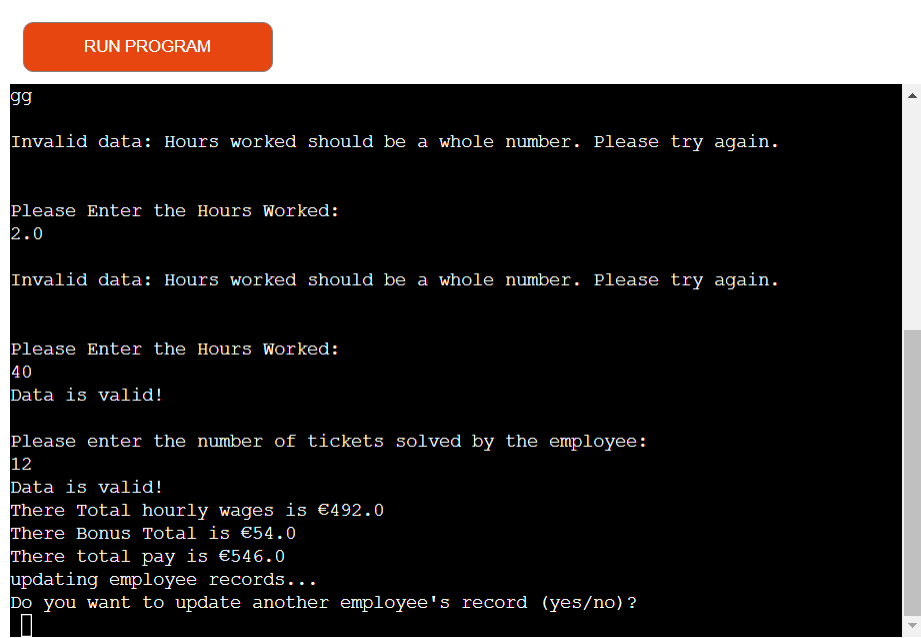 RUN PROGRAM
gg
Invalid data: Hours worked should be a whole number. Please try again.
Please Enter the Hours Worked:
2.0
Invalid data: Hours worked should be a whole number. Please try again.
Please Enter the Hours Worked:
40
Data is valid!
Please enter the number of tickets solved by the employee:
12
Data is valid!
There Total hourly wages is €492.0
There Bonus Total is €54.0
There total pay is €546.0
updating employee records...
Do you want to update another employee's record (yes/no)?